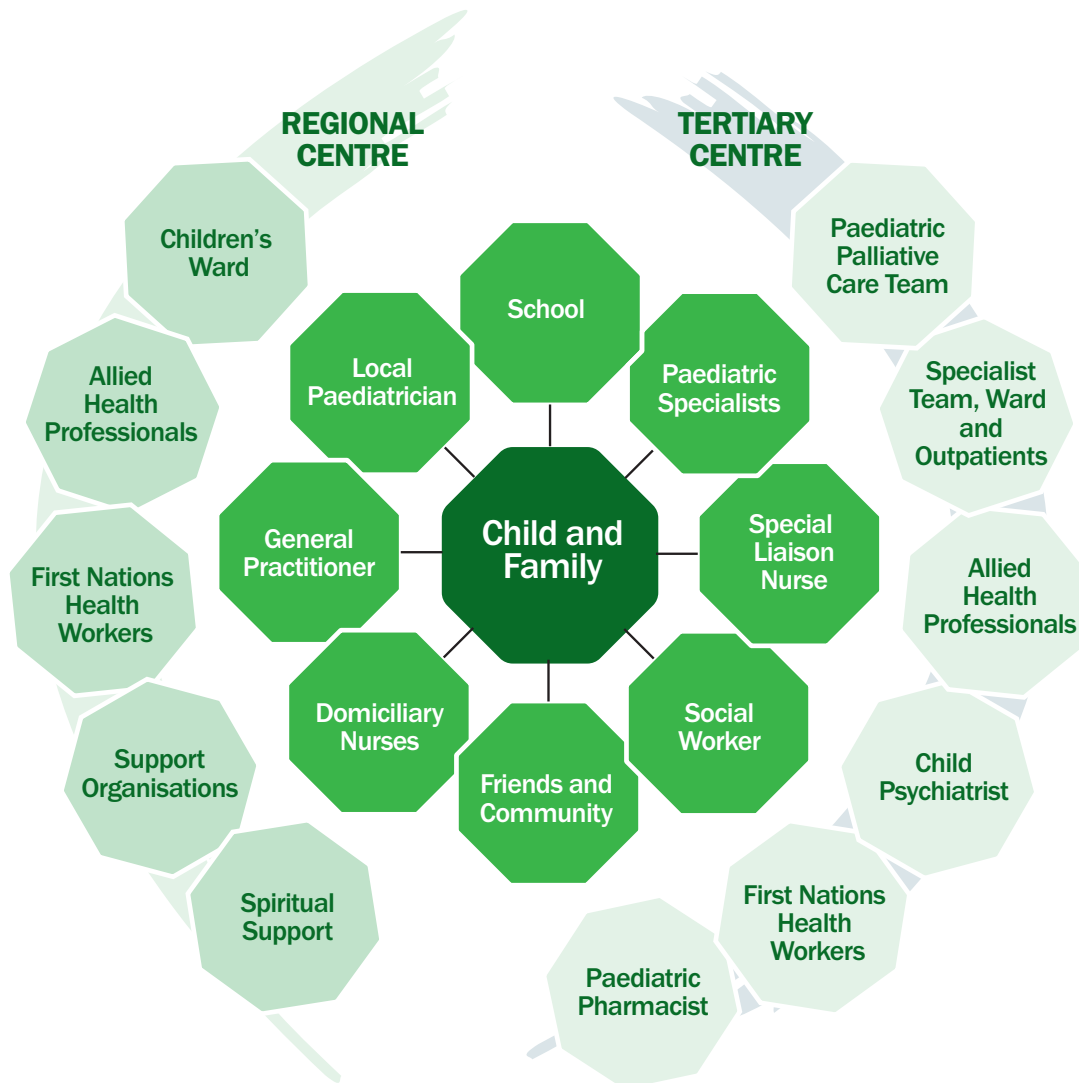 REGIONAL
CENTRE
Children’s
Ward
Allied
Health
Professionals
First Nations
Health
Workers
Support
Organisations
Spiritual
Support
School
Local
Paediatrician
Paediatric
Specialists
General
Practitioner
Child and
Family
Special
Liaison
Nurse
Domiciliary
Nurses
Social
Worker
Friends and
Community
TERTIARY
CENTRE
Paediatric
Palliative
Care Team
Specialist
Team, Ward
and
Outpatients
Allied
Health
Professionals
Child
Psychiatrist
First Nations
Health
Workers
Paediatric
Pharmacist